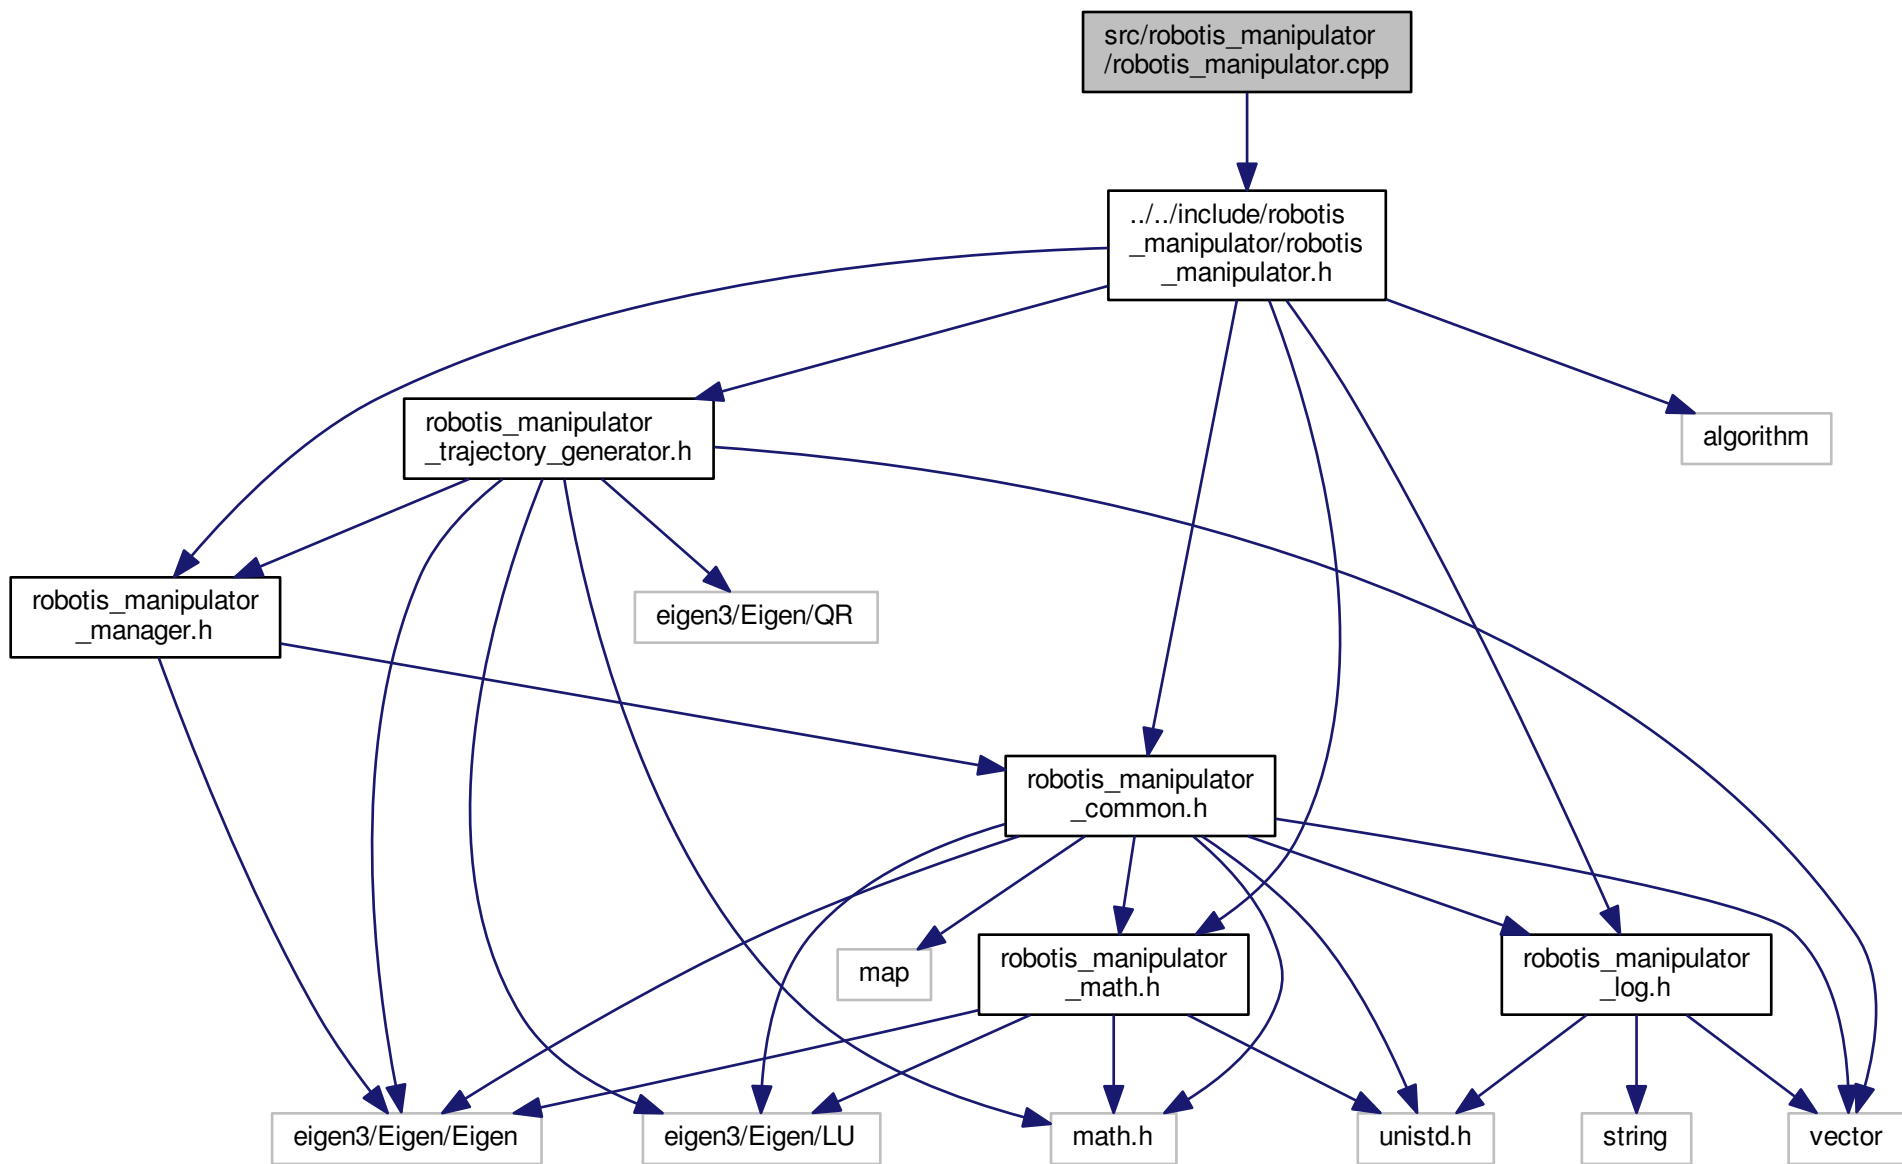 src/robotis_manipulator
/robotis_manipulator.cpp
../../include/robotis
_manipulator/robotis
_manipulator.h
robotis_manipulator
_trajectory_generator.h
algorithm
robotis_manipulator
_manager.h
eigen3/Eigen/QR
robotis_manipulator
_common.h
map
robotis_manipulator
_math.h
robotis_manipulator
_log.h
eigen3/Eigen/Eigen
eigen3/Eigen/LU
math.h
unistd.h
string
vector